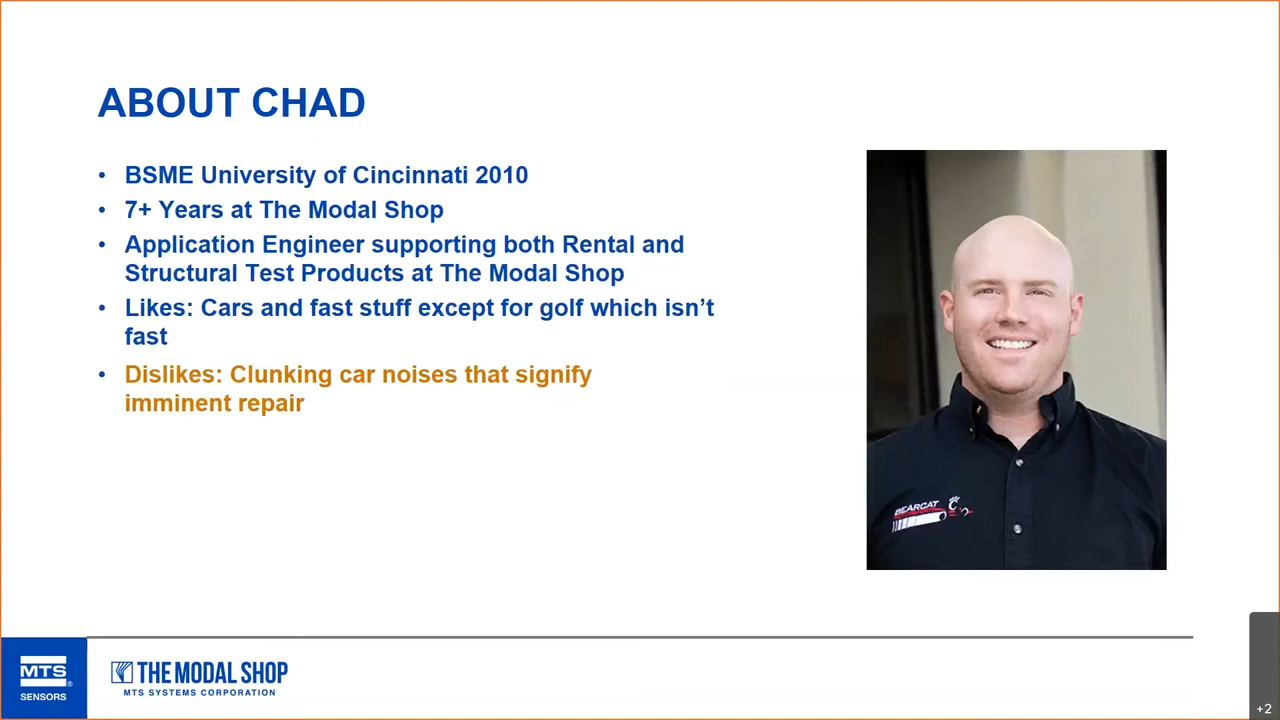 ABOUT CHAD
• BSME University of Cincinnati 2010
• 7+ Years at The Modal Shop
• Application Engineer supporting both Rental and
Structural Test Products at The Modal Shop
• Likes: Cars and fast stuff except for golf which isn’t
fast
• Dislikes: Clunking car noises that signify
imminent repair
BEARCAT
MTS®
SENSORS
THE MODAL SHOP
MTS SYSTEMS CORPORATION
+2